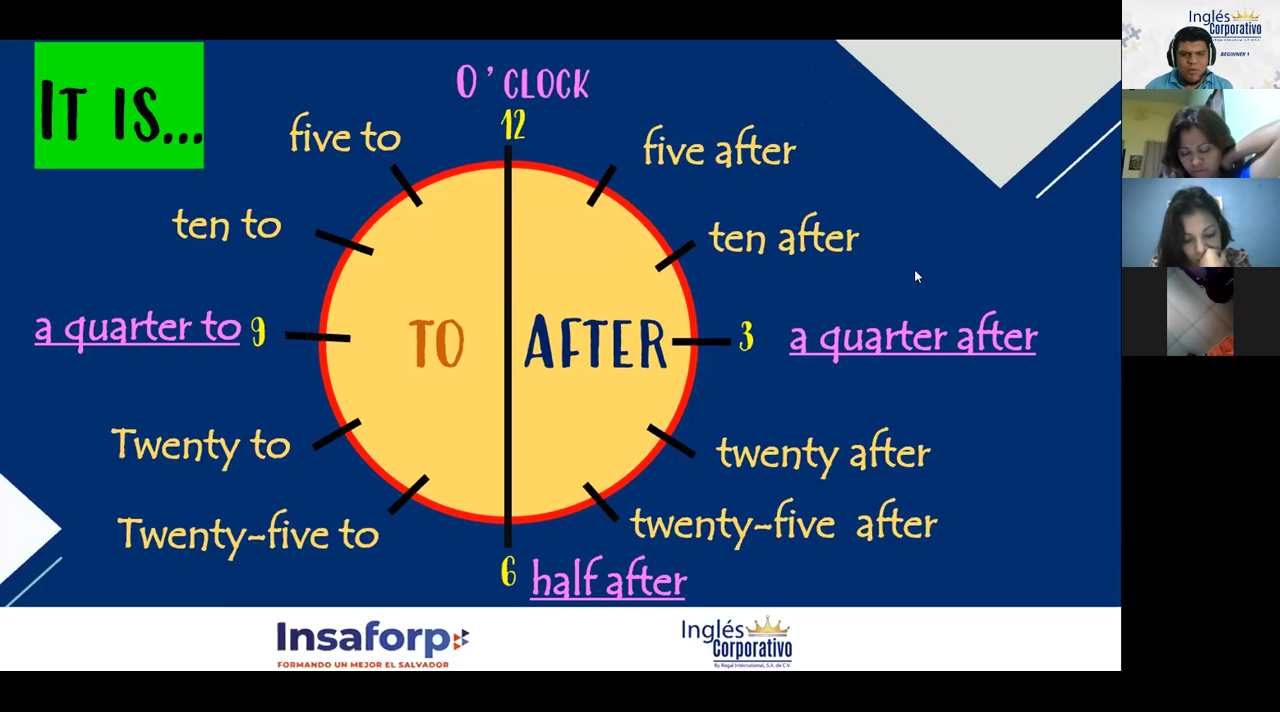 IT IS...
O' CLOCK
12
five to
five after
ten to
ten after
a quarter to 9
TO
AFTER
3 a quarter after
Twenty to
twenty after
Twenty-five to
twenty-five after
6 half after
Insaforp
FORMANDO UN MEJOR EL SALVADOR
Inglés
Corporativo
By Regal International, S.A. de C.V.
Inglés
Corporativo
BEGINNER 1